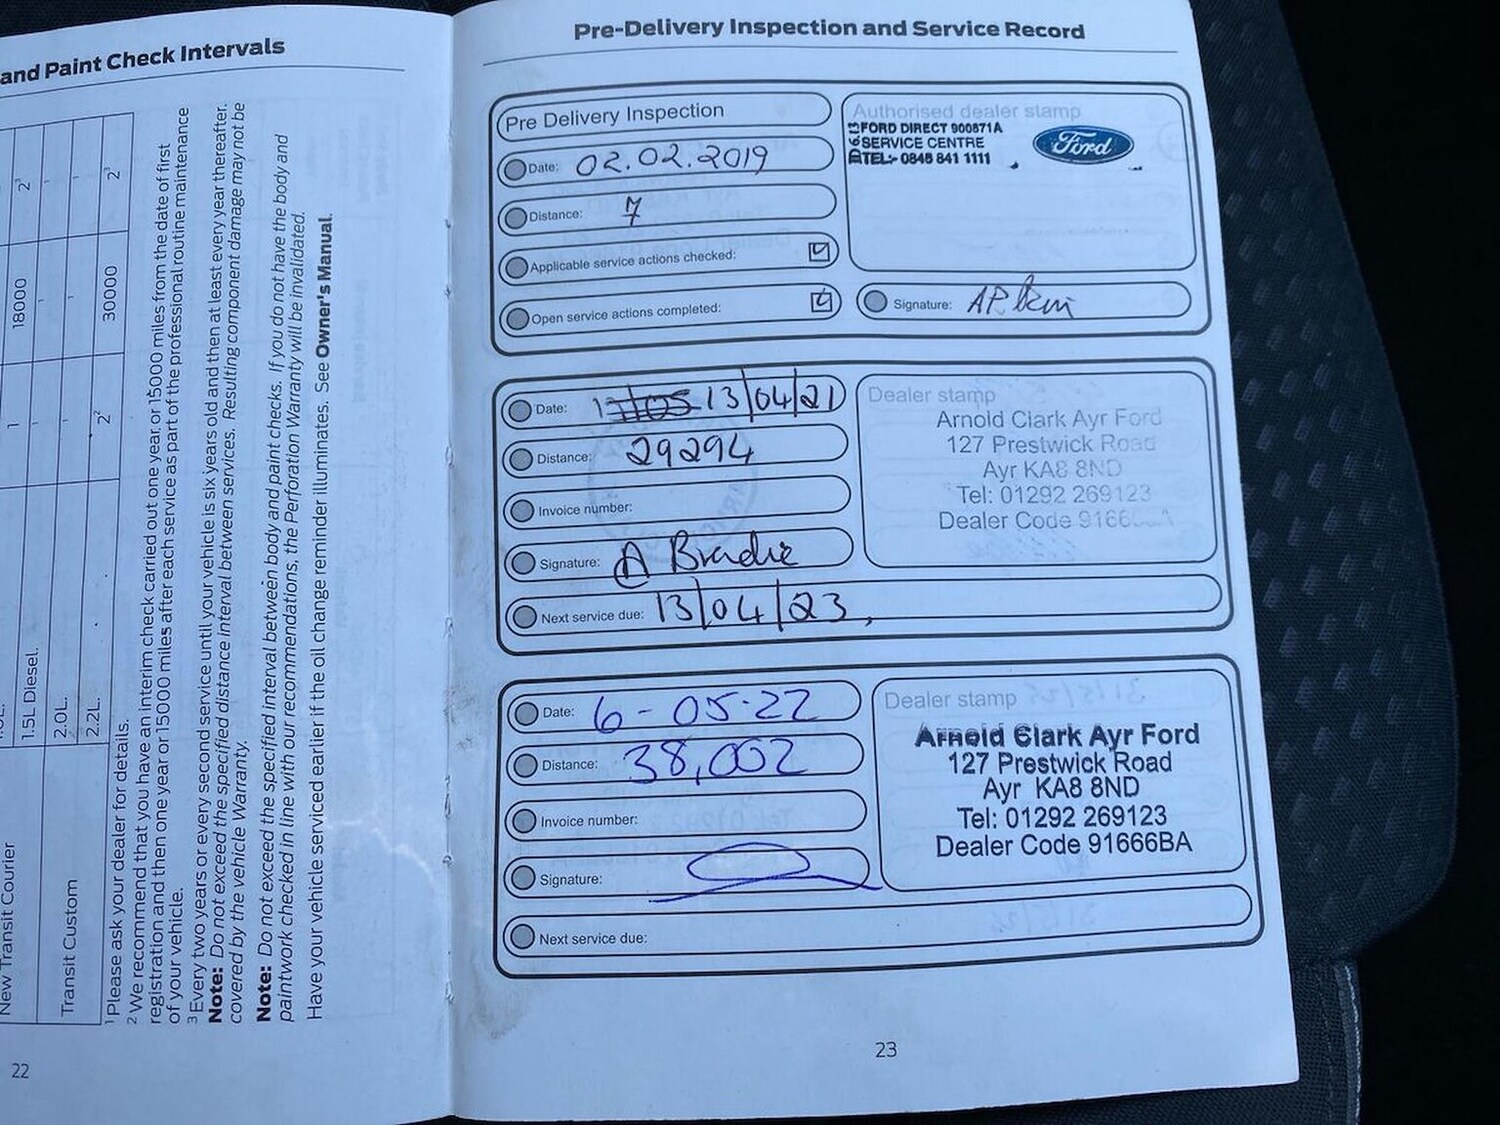 and Paint Check Intervals
2³
-
-
2³
18000
-
-
30000
1
-
-
2²
1.5L Diesel.
2.0L.
2.2L.
New Transit Courier
Transit Custom
¹ Please ask your dealer for details.
² We recommend that you have an interim check carried out one year, or 15000 miles from the date of first
registration and then one year or 15000 miles after each service as part of the professional routine maintenance
of your vehicle.
³ Every two years or every second service until your vehicle is six years old and then at least every year thereafter.
Note: Do not exceed the specified distance interval between services. Resulting component damage may not be
covered by the vehicle Warranty.
Note: Do not exceed the specified interval between body and paint checks. If you do not have the body and
paintwork checked in line with our recommendations, the Perforation Warranty will be invalidated.
Have your vehicle serviced earlier if the oil change reminder illuminates. See Owner's Manual.
22
Pre-Delivery Inspection and Service Record
Pre Delivery Inspection
Date: 02.02.2019
Distance: 7
Applicable service actions checked:
Open service actions completed:
Authorised dealer stamp
FORD DIRECT 900871A
SERVICE CENTRE
TEL:- 0845 841 1111
Ford
Signature:
Date: 13/04/21
Distance: 29294
Invoice number:
Signature: A Brodie
Next service due: 13/04/23,
Dealer stamp
Arnold Clark Ayr Ford
127 Prestwick Road
Ayr KA8 8ND
Tel: 01292 269123
Dealer Code 9166
Date: 6-05-22
Distance: 38,002
Invoice number:
Signature:
Next service due:
Dealer stamp
Arnold Clark Ayr Ford
127 Prestwick Road
Ayr KA8 8ND
Tel: 01292 269123
Dealer Code 91666BA
23